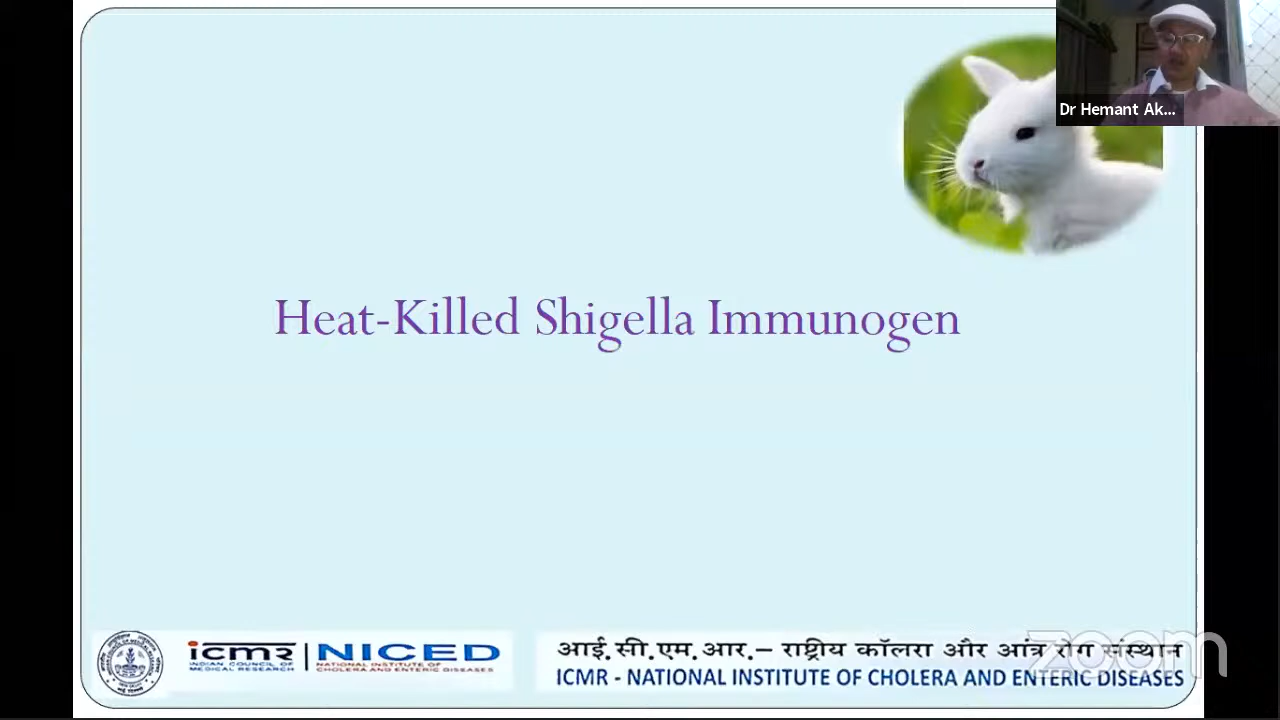 Dr Hemant Ak...
Heat-Killed Shigella Immunogen
icmr
INDIAN COUNCIL OF
MEDICAL RESEARCH
NICED
NATIONAL INSTITUTE OF
CHOLERA AND ENTERIC DISEASES
आई.सी.एम.आर.– राष्ट्रीय कॉलरा और आंत्र रोग संस्थान
ICMR - NATIONAL INSTITUTE OF CHOLERA AND ENTERIC DISEASES
zoom